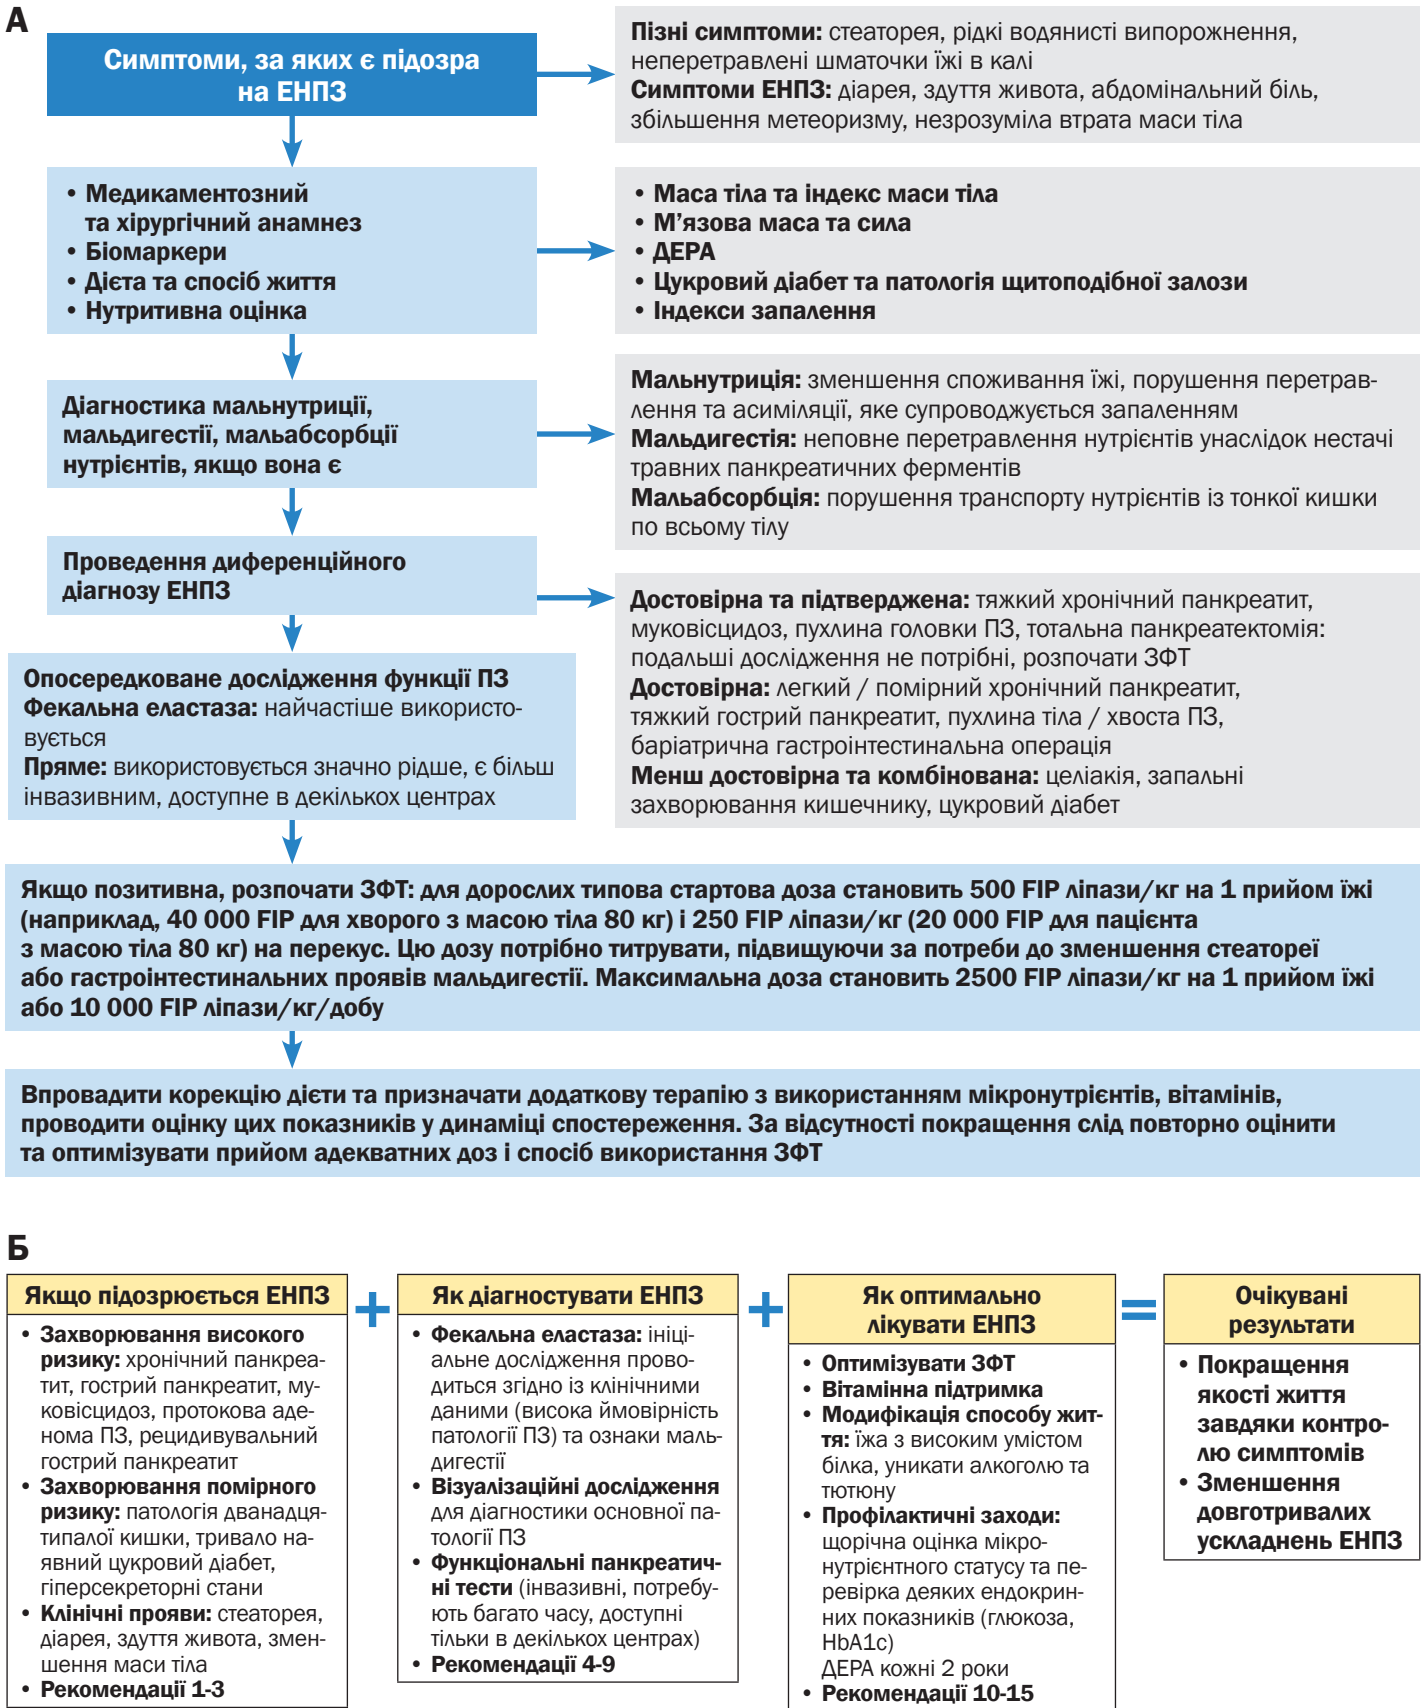 А
Симптоми, за яких є підозра
на ЕНПЗ
Пізні симптоми: стеаторея, рідкі водянисті випорожнення,
неперетравлені шматочки їжі в калі
Симптоми ЕНПЗ: діарея, здуття живота, абдомінальний біль,
збільшення метеоризму, незрозуміла втрата маси тіла
• Медикаментозний
та хірургічний анамнез
• Біомаркери
• Дієта та спосіб життя
• Нутритивна оцінка
• Маса тіла та індекс маси тіла
• М’язова маса та сила
• ДЕРА
• Цукровий діабет та патологія щитоподібної залози
• Індекси запалення
Діагностика мальнутриції,
мальдигестії, мальабсорбції
нутрієнтів, якщо вона є
Мальнутриція: зменшення споживання їжі, порушення перетрав-
лення та асиміляції, яке супроводжується запаленням
Мальдигестія: неповне перетравлення нутрієнтів унаслідок нестачі
травних панкреатичних ферментів
Мальабсорбція: порушення транспорту нутрієнтів із тонкої кишки
по всьому тілу
Проведення диференційного
діагнозу ЕНПЗ
Достовірна та підтверджена: тяжкий хронічний панкреатит,
муковісцидоз, пухлина головки ПЗ, тотальна панкреатектомія:
подальші дослідження не потрібні, розпочати ЗФТ
Достовірна: легкий / помірний хронічний панкреатит,
тяжкий гострий панкреатит, пухлина тіла / хвоста ПЗ,
баріатрична гастроінтестинальна операція
Менш достовірна та комбінована: целіакія, запальні
захворювання кишечнику, цукровий діабет
Опосередковане дослідження функції ПЗ
Фекальна еластаза: найчастіше використо-
вується
Пряме: використовується значно рідше, є більш
інвазивним, доступне в декількох центрах
Якщо позитивна, розпочати ЗФТ: для дорослих типова стартова доза становить 500 FIP ліпази/кг на 1 прийом їжі
(наприклад, 40 000 FIP для хворого з масою тіла 80 кг) і 250 FIP ліпази/кг (20 000 FIP для пацієнта
з масою тіла 80 кг) на перекус. Цю дозу потрібно титрувати, підвищуючи за потреби до зменшення стеатореї
або гастроінтестинальних проявів мальдигестії. Максимальна доза становить 2500 FIP ліпази/кг на 1 прийом їжі
або 10 000 FIP ліпази/кг/добу
Впровадити корекцію дієти та призначати додаткову терапію з використанням мікронутрієнтів, вітамінів,
проводити оцінку цих показників у динаміці спостереження. За відсутності покращення слід повторно оцінити
та оптимізувати прийом адекватних доз і спосіб використання ЗФТ
Б
Якщо підозрюється ЕНПЗ
• Захворювання високого
ризику: хронічний панкреа-
тит, гострий панкреатит, му-
ковісцидоз, протокова аде-
нома ПЗ, рецидивувальний
гострий панкреатит
• Захворювання помірного
ризику: патологія дванадця-
типалої кишки, тривало на-
явний цукровий діабет,
гіперсекреторні стани
• Клінічні прояви: стеаторея,
діарея, здуття живота, змен-
шення маси тіла
• Рекомендації 1-3
+
Як діагностувати ЕНПЗ
• Фекальна еластаза: ініці-
альне дослідження прово-
диться згідно із клінічними
даними (висока ймовірність
патології ПЗ) та ознаки маль-
дигестії
• Візуалізаційні дослідження
для діагностики основної па-
тології ПЗ
• Функціональні панкреатич-
ні тести (інвазивні, потребу-
ють багато часу, доступні
тільки в декількох центрах)
• Рекомендації 4-9
+
Як оптимально
лікувати ЕНПЗ
• Оптимізувати ЗФТ
• Вітамінна підтримка
• Модифікація способу жит-
тя: їжа з високим умістом
білка, уникати алкоголю та
тютюну
• Профілактичні заходи:
щорічна оцінка мікро-
нутрієнтного статусу та пе-
ревірка деяких ендокрин-
них показників (глюкоза,
HbA1c)
ДЕРА кожні 2 роки
• Рекомендації 10-15
=
Очікувані
результати
• Покращення
якості життя
завдяки контро-
лю симптомів
• Зменшення
довготривалих
ускладнень ЕНПЗ